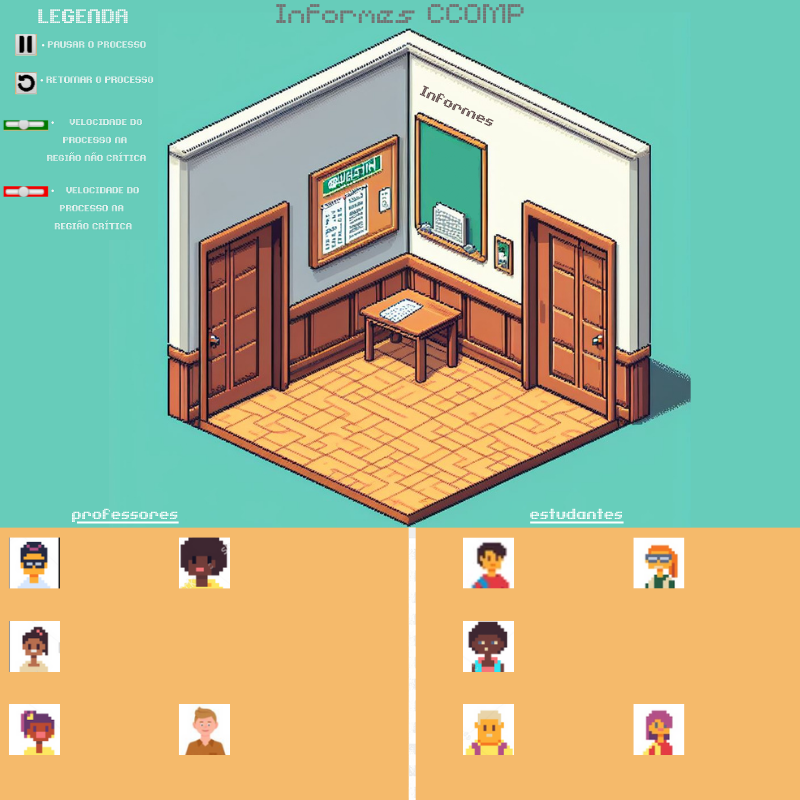 Informes CCOMP
LEGENDA
• PAUSAR O PROCESSO
• RETOMAR O PROCESSO
• VELOCIDADE DO
PROCESSO NA
REGIÃO NÃO CRÍTICA
• VELOCIDADE DO
PROCESSO NA
REGIÃO CRÍTICA
Informes
professores
estudantes